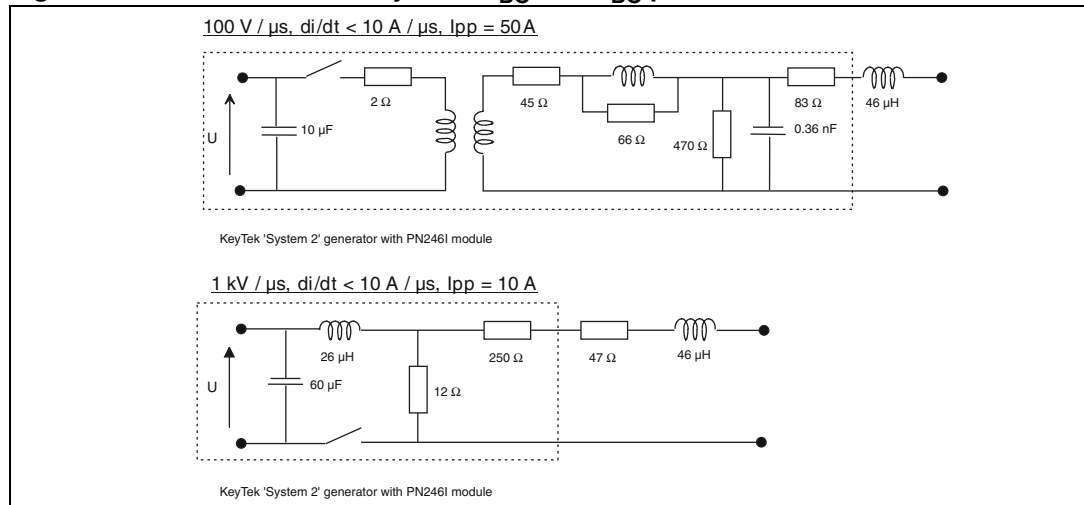 100 V / µs, di/dt < 10 A / µs, Ipp = 50 A
U
10 µF
2 Ω
45 Ω
66 Ω
470 Ω
0.36 nF
83 Ω
46 µH
KeyTek 'System 2' generator with PN246I module
1 kV / µs, di/dt < 10 A / µs, Ipp = 10 A
U
60 µF
26 µH
12 Ω
250 Ω
47 Ω
46 µH
KeyTek 'System 2' generator with PN246I module